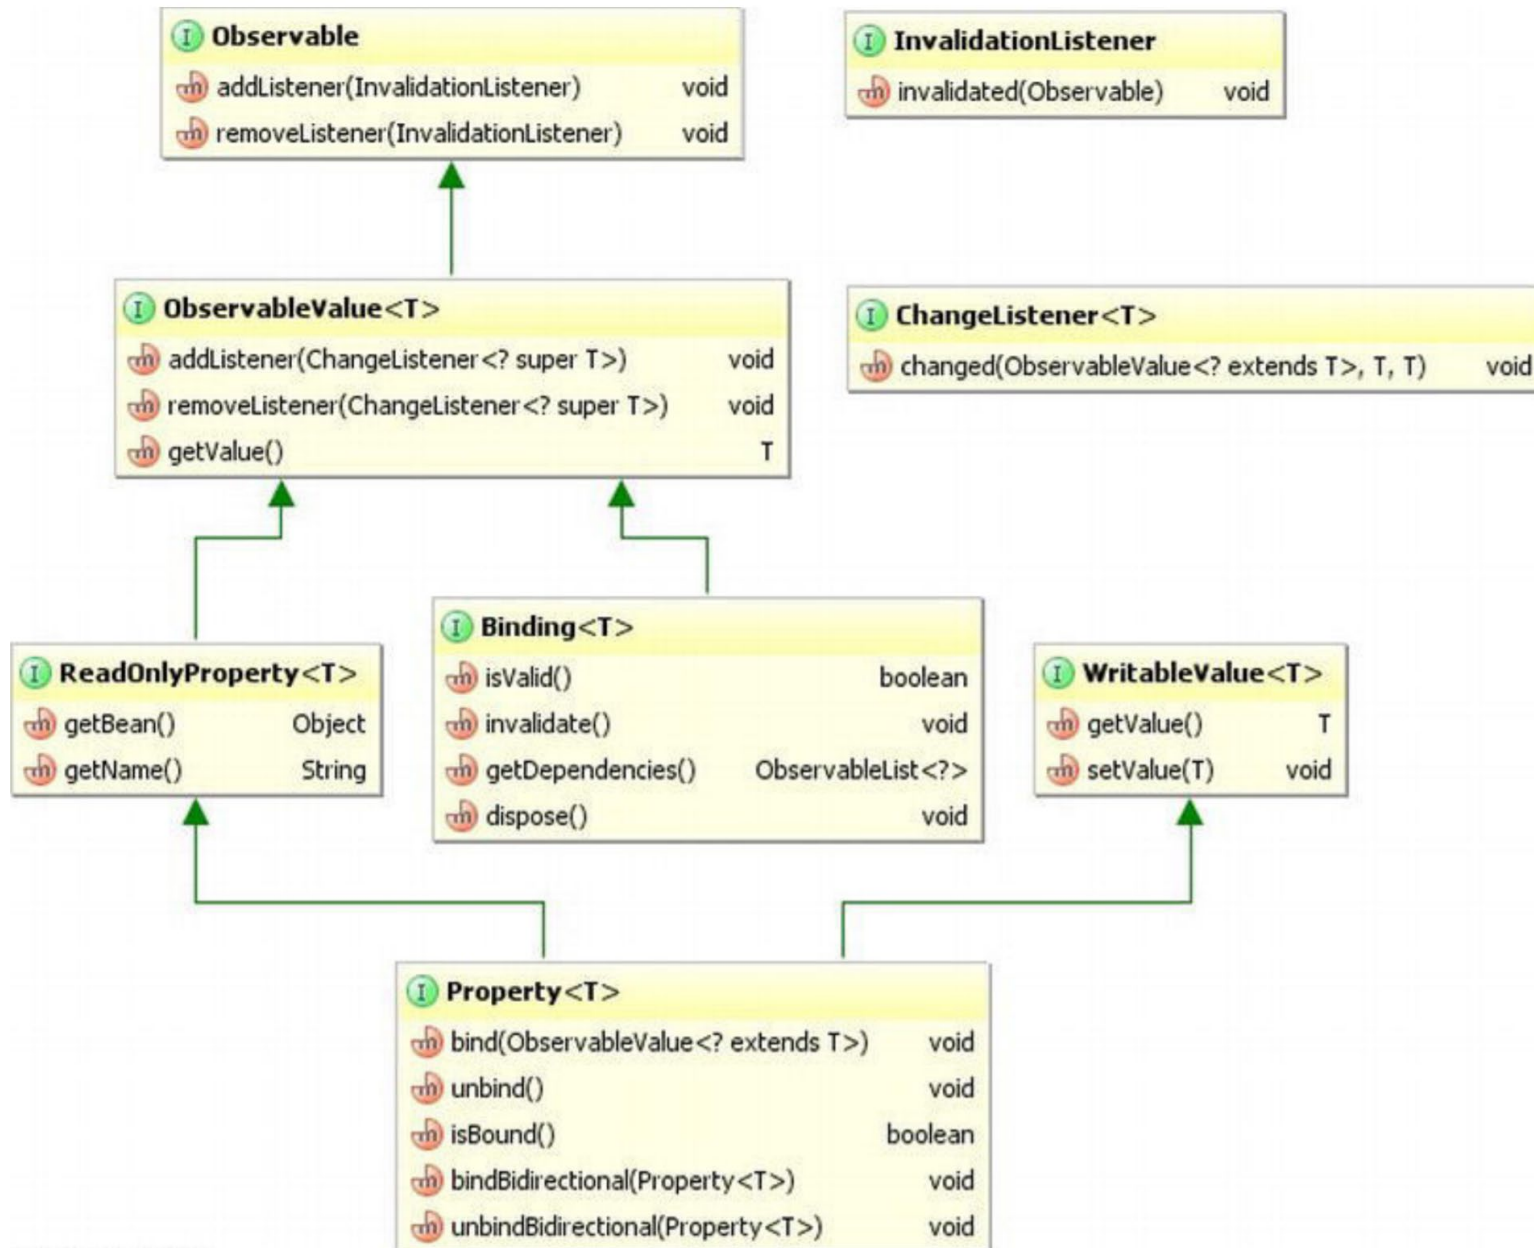 Observable
addListener(InvalidationListener) void
removeListener(InvalidationListener) void
InvalidationListener
invalidated(Observable) void
ObservableValue<T>
addListener(ChangeListener<? super T>) void
removeListener(ChangeListener<? super T>) void
getValue() T
ChangeListener<T>
changed(ObservableValue<? extends T>, T, T) void
ReadOnlyProperty<T>
getBean() Object
getName() String
Binding<T>
isValid() boolean
invalidate() void
getDependencies() ObservableList<?>
dispose() void
WritableValue<T>
getValue() T
setValue(T) void
Property<T>
bind(ObservableValue<? extends T>) void
unbind() void
isBound() boolean
bindBidirectional(Property<T>) void
unbindBidirectional(Property<T>) void